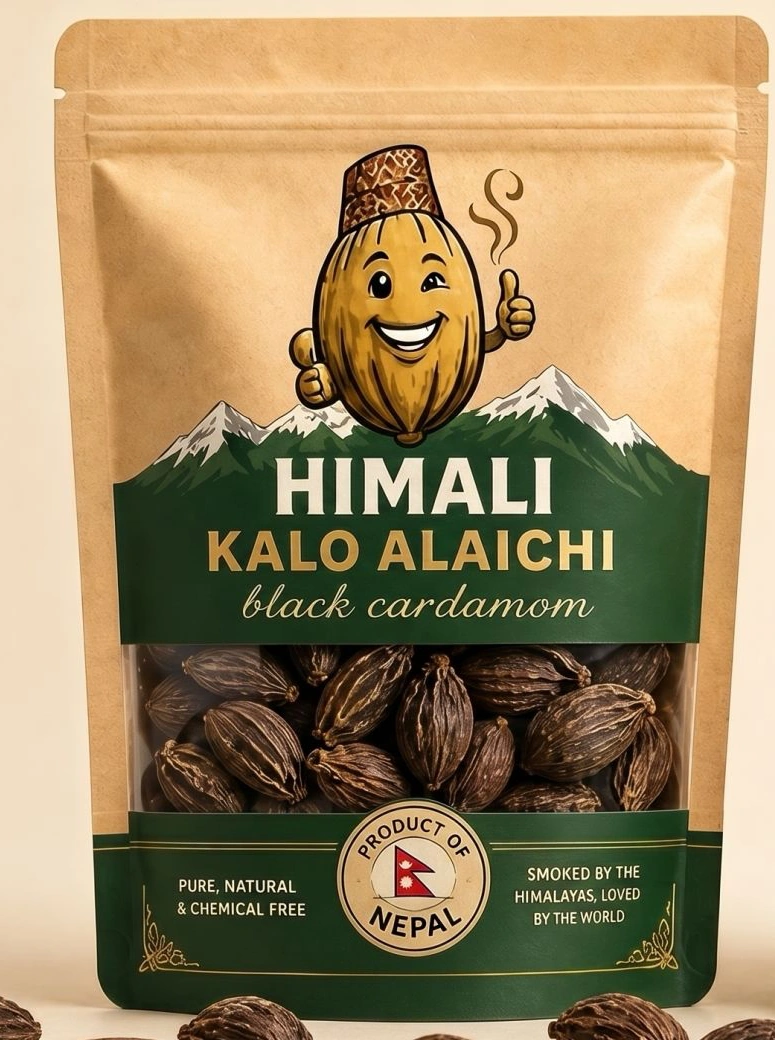 HIMALI
KALO ALAICHI
black cardamom
PRODUCT OF
NEPAL
PURE, NATURAL
& CHEMICAL FREE
SMOKED BY THE
HIMALAYAS, LOVED
BY THE WORLD